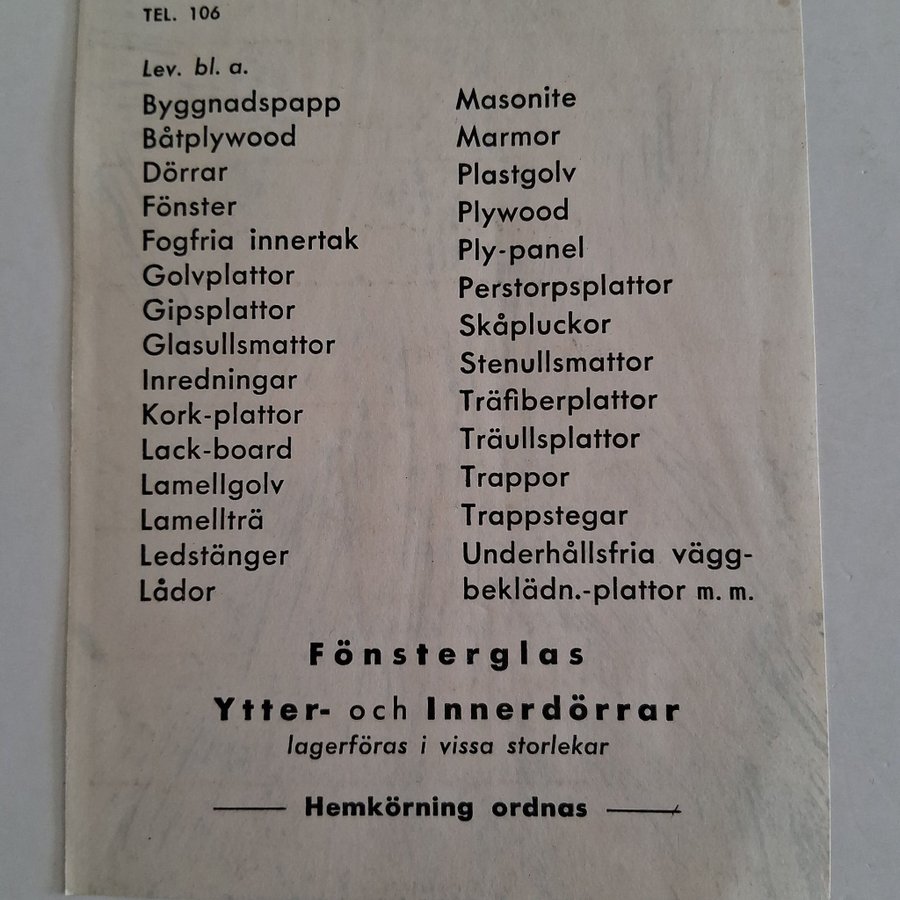 TEL. 106
Lev. bl. a.
Byggnadspapp
Båtplywood
Dörrar
Fönster
Fogfria innertak
Golvplattor
Gipsplattor
Glasullsmattor
Inredningar
Kork-plattor
Lack-board
Lamellgolv
Lamellträ
Ledstänger
Lådor
Masonite
Marmor
Plastgolv
Plywood
Ply-panel
Perstorpsplattor
Skåpluckor
Stenullsmattor
Träfiberplattor
Träullsplattor
Trappor
Trappstegar
Underhållsfria vägg-
beklädn.-plattor m. m.
Fönsterglas
Ytter- och Innerdörrar
lagerföras i vissa storlekar
Hemkörning ordnas